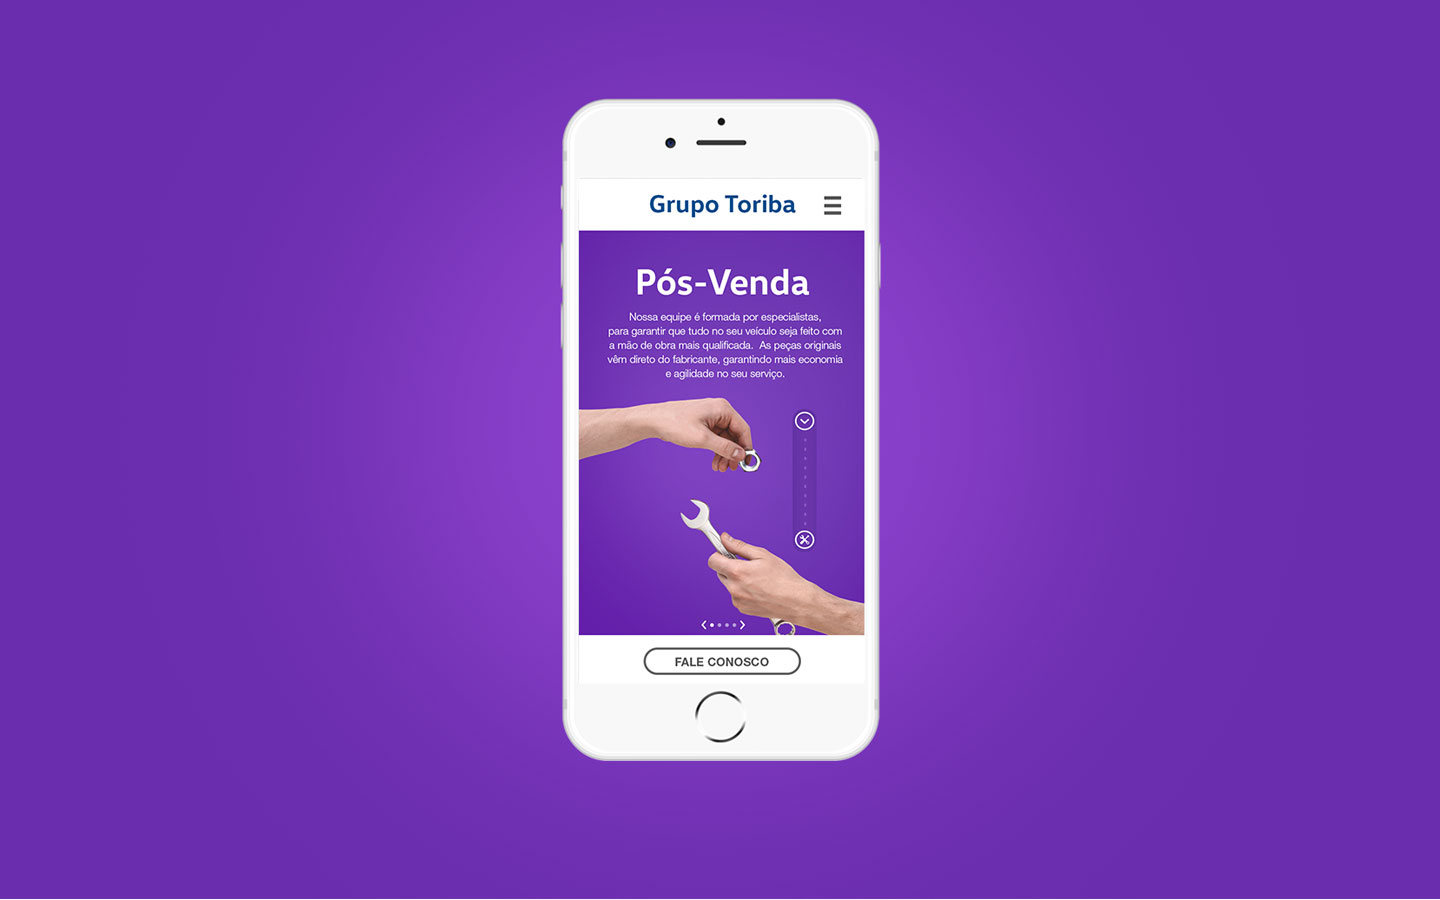 Grupo Toriba
Pós-Venda
Nossa equipe é formada por especialistas,
para garantir que tudo no seu veículo seja feito com
a mão de obra mais qualificada.  As peças originais
vêm direto do fabricante, garantindo mais economia
e agilidade no seu serviço.
FALE CONOSCO